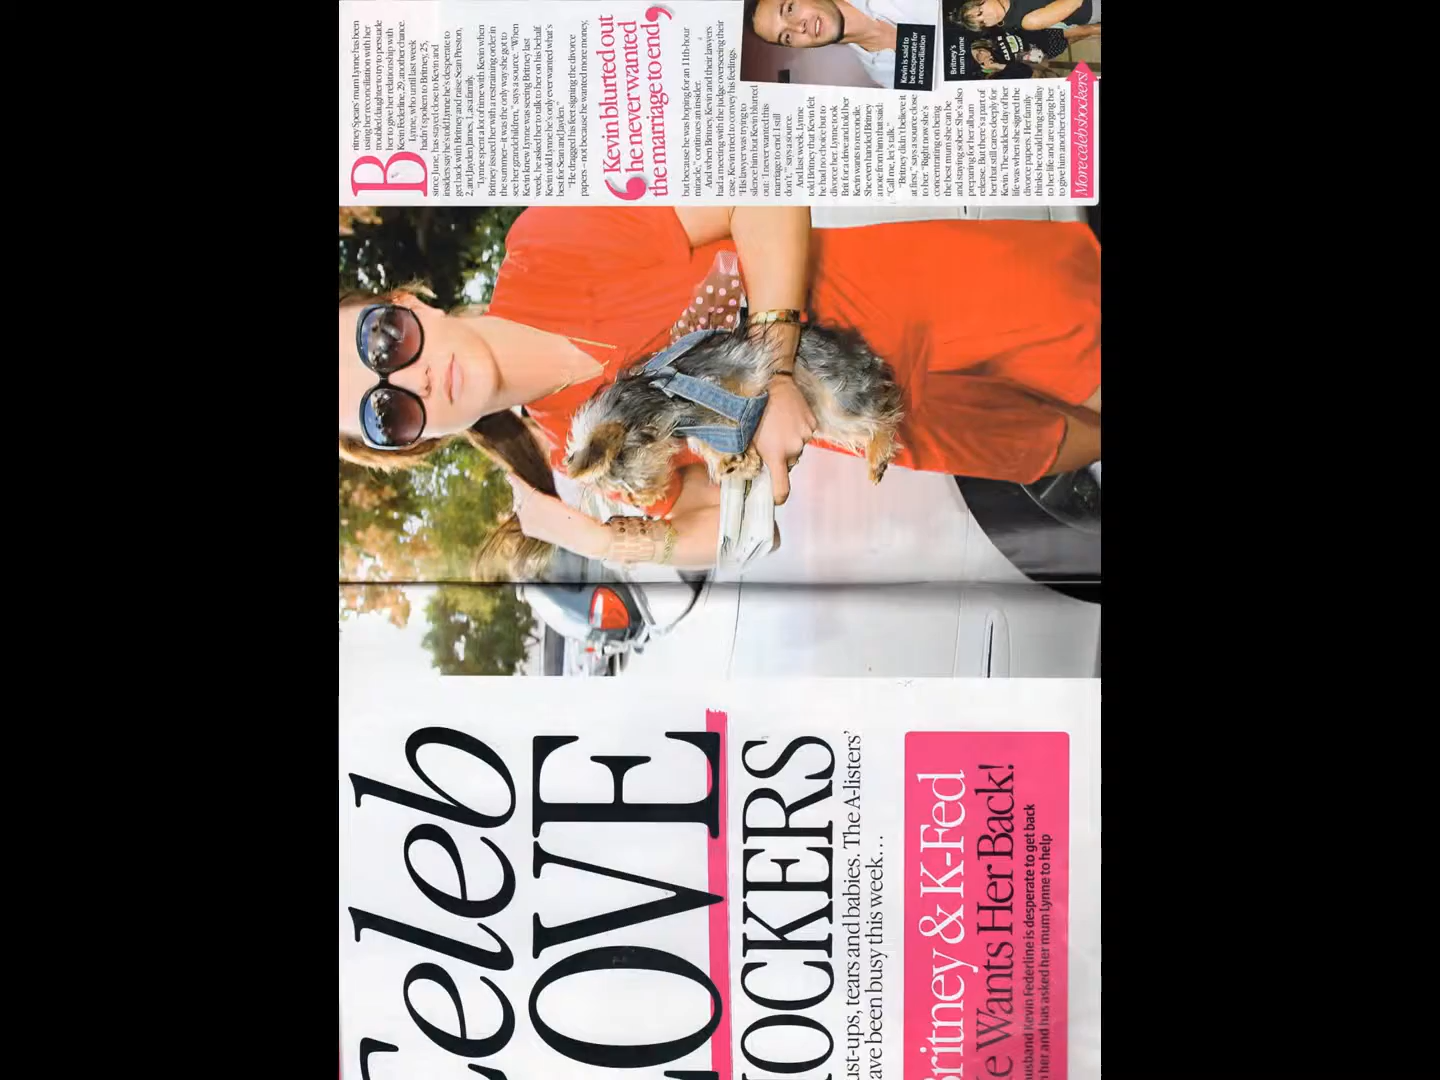 Celeb
LOVE
HOCKERS
ust-ups, tears and babies. The A-listers'
ave been busy this week…
Britney & K-Fed
e Wants Her Back!
usband Kevin Federline is desperate to get back
her and has asked her mum Lynne to help
Britney Spears' mum Lynne has been
using her reconciliation with her
troubled daughter to try to persuade
her to give her relationship with
Kevin Federline, 29, another chance.
Lynne, who until last week
hadn't spoken to Britney, 25,
since June, has stayed close to Kevin and
insiders say he's told Lynne he's desperate to
get back with Britney and raise Sean Preston,
2, and Jayden James, 1, as a family.
"Lynne spent a lot of time with Kevin when
Britney issued her with a restraining order in
the summer – it was the only way she got to
see her grandchildren," says a source. "When
Kevin knew Lynne was seeing Britney last
week, he asked her to talk to her on his behalf.
Kevin told Lynne he's only ever wanted what's
best for Sean and Jayden."
"He dragged his feet signing the divorce
papers – not because he wanted more money,
‘Kevin blurted out
he never wanted
the marriage to end’
but because he was hoping for an 11th-hour
miracle," continues an insider.
"And when Britney, Kevin and their lawyers
had a meeting with the judge overseeing their
case, Kevin tried to convey his feelings.
"His lawyer was trying to
silence him but Kevin blurted
out: 'I never wanted this
marriage to end. I still
don't,'" says a source.
And last week, Lynne
told Britney that Kevin felt
he had no choice but to
divorce her. Lynne took
Brit for a drive and told her
Kevin wants to reconcile.
She even handed Britney
a note from him that said:
"Call me, let's talk."
"Britney didn't believe it
at first," says a source close
to her. "Right now she's
concentrating on being
the best mum she can be
and staying sober. She's also
preparing for her album
release. But there's a part of
her that still cares deeply for
Kevin. The saddest day of her
life was when she signed the
divorce papers. Her family
thinks he could bring stability
to her life and are urging her
to give him another chance."
Kevin is said to
be desperate for
a reconciliation
Britney's
mum Lynne
More celeb shockers!